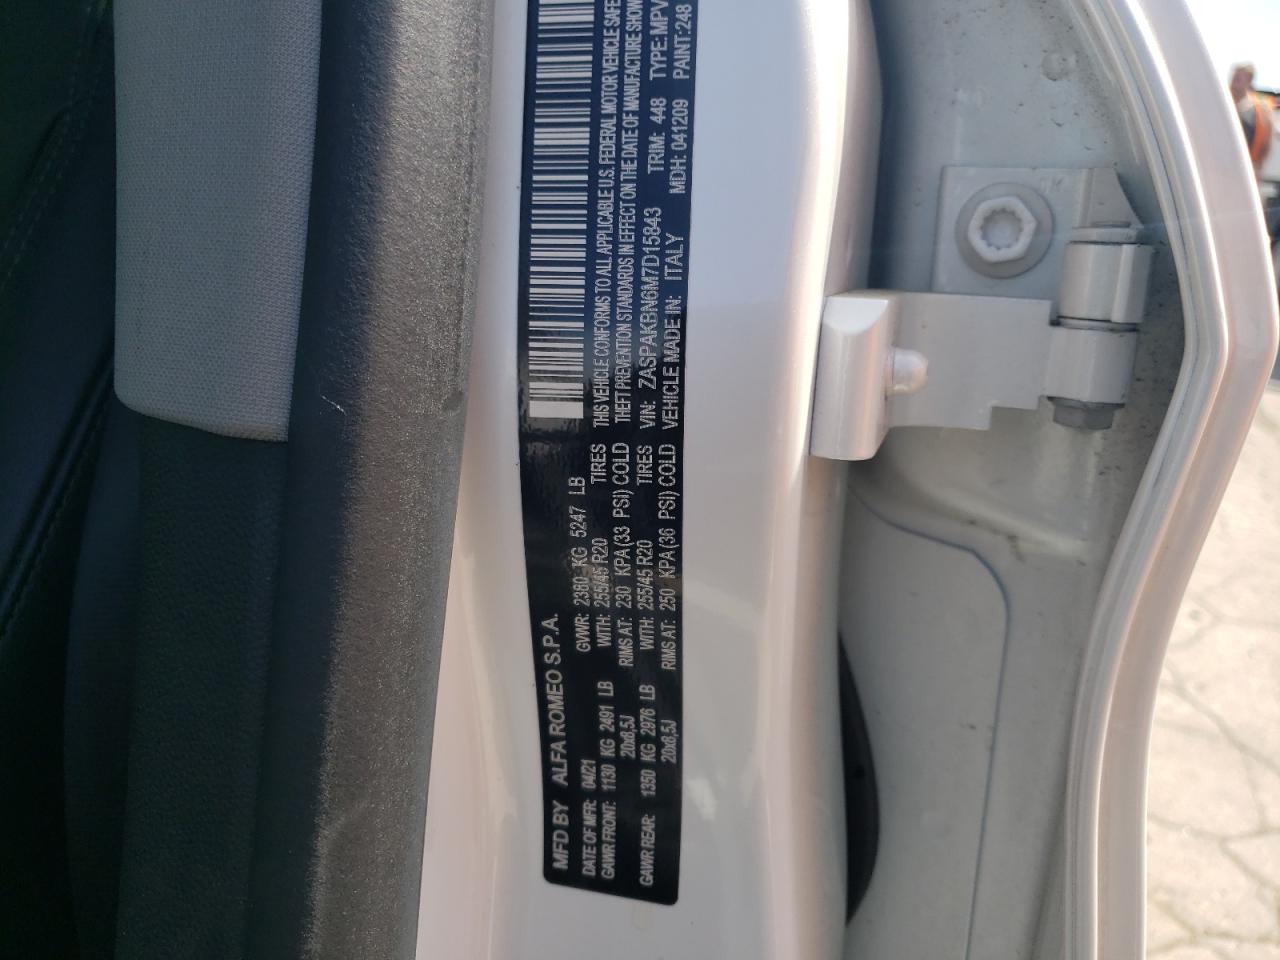 MFD BY ALFA ROMEO S.P.A.
DATE OF MFR: 04/21 GVWR: 2380 KG 5247 LB
GAWR FRONT: 1130 KG 2491 LB WITH: 255/45 R20 TIRES
20x8,5J RIMS AT: 230 KPA (33 PSI) COLD
GAWR REAR: 1350 KG 2976 LB WITH: 255/45 R20 TIRES
20x8,5J RIMS AT: 250 KPA (36 PSI) COLD
THIS VEHICLE CONFORMS TO ALL APPLICABLE U.S. FEDERAL MOTOR VEHICLE SAFE
THEFT PREVENTION STANDARDS IN EFFECT ON THE DATE OF MANUFACTURE SHOW
VIN: ZASPAKBN6M7D15843 TRIM: 448 TYPE: MPV
VEHICLE MADE IN: ITALY MDH: 041209 PAINT: 248